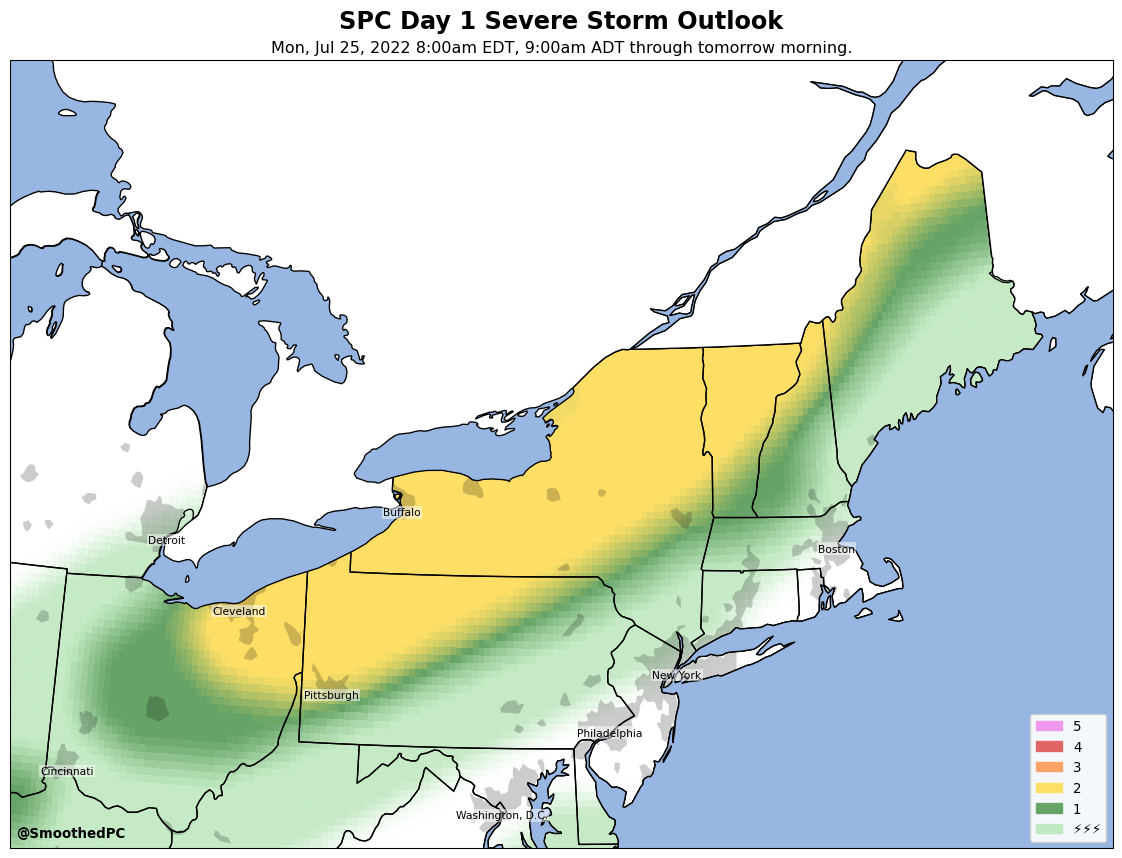 SPC Day 1 Severe Storm Outlook
Mon, Jul 25, 2022 8:00am EDT, 9:00am ADT through tomorrow morning.
Buffalo
Detroit
Boston
Cleveland
New York
Pittsburgh
Philadelphia
Cincinnati
Washington, D.C.
5
4
3
2
1
⚡⚡⚡
@SmoothedPC